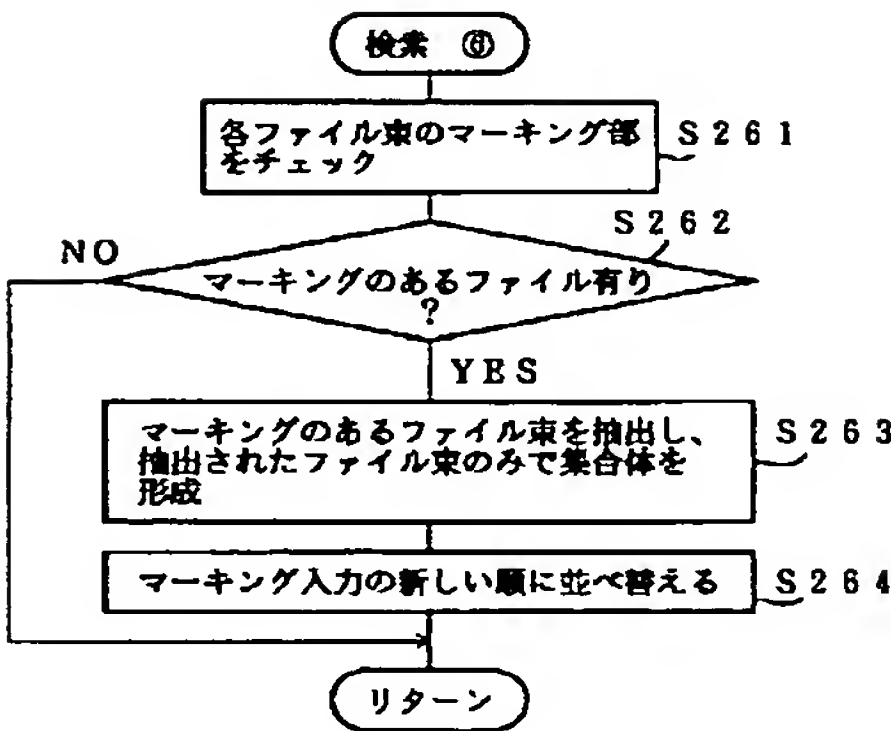 検索 ⑥
各ファイル束のマーキング部
をチェック
S261
S262
NO
マーキングのあるファイル有り
?
YES
マーキングのあるファイル束を抽出し、
抽出されたファイル束のみで集合体を
形成
S263
マーキング入力の新しい順に並べ替える
S264
リターン